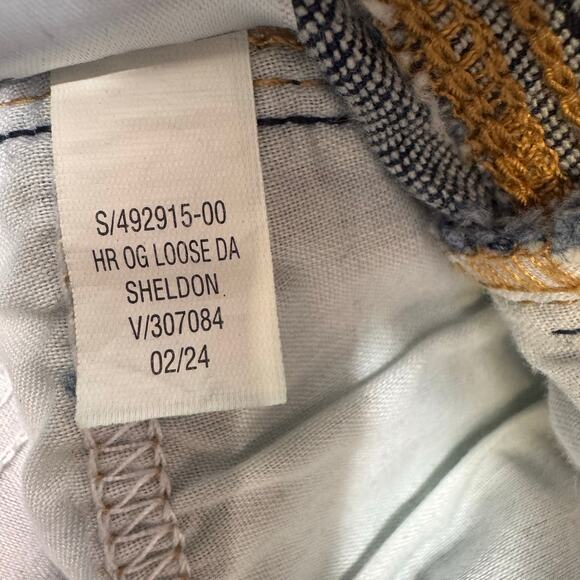 S/492915-00
HR OG LOOSE DA
SHELDON
V/307084
02/24